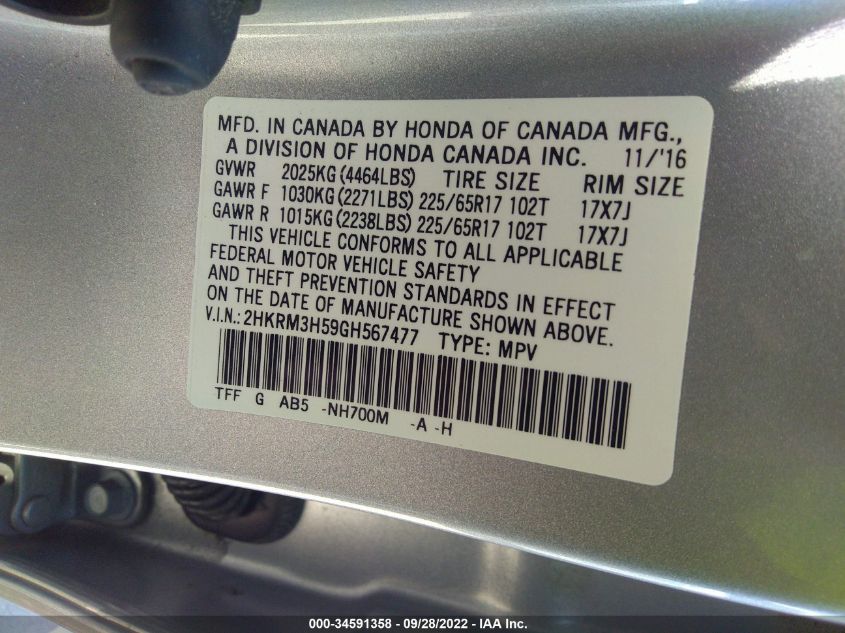 MFD. IN CANADA BY HONDA OF CANADA MFG.,
A DIVISION OF HONDA CANADA INC. 11/'16
GVWR 2025KG (4464LBS) TIRE SIZE RIM SIZE
GAWR F 1030KG (2271LBS) 225/65R17 102T 17X7J
GAWR R 1015KG (2238LBS) 225/65R17 102T 17X7J
THIS VEHICLE CONFORMS TO ALL APPLICABLE
FEDERAL MOTOR VEHICLE SAFETY
AND THEFT PREVENTION STANDARDS IN EFFECT
ON THE DATE OF MANUFACTURE SHOWN ABOVE.
V.I.N.: 2HKRM3H59GH567477 TYPE: MPV
TFF G AB5 -NH700M -A -H
000-34591358 - 09/28/2022 - IAA Inc.